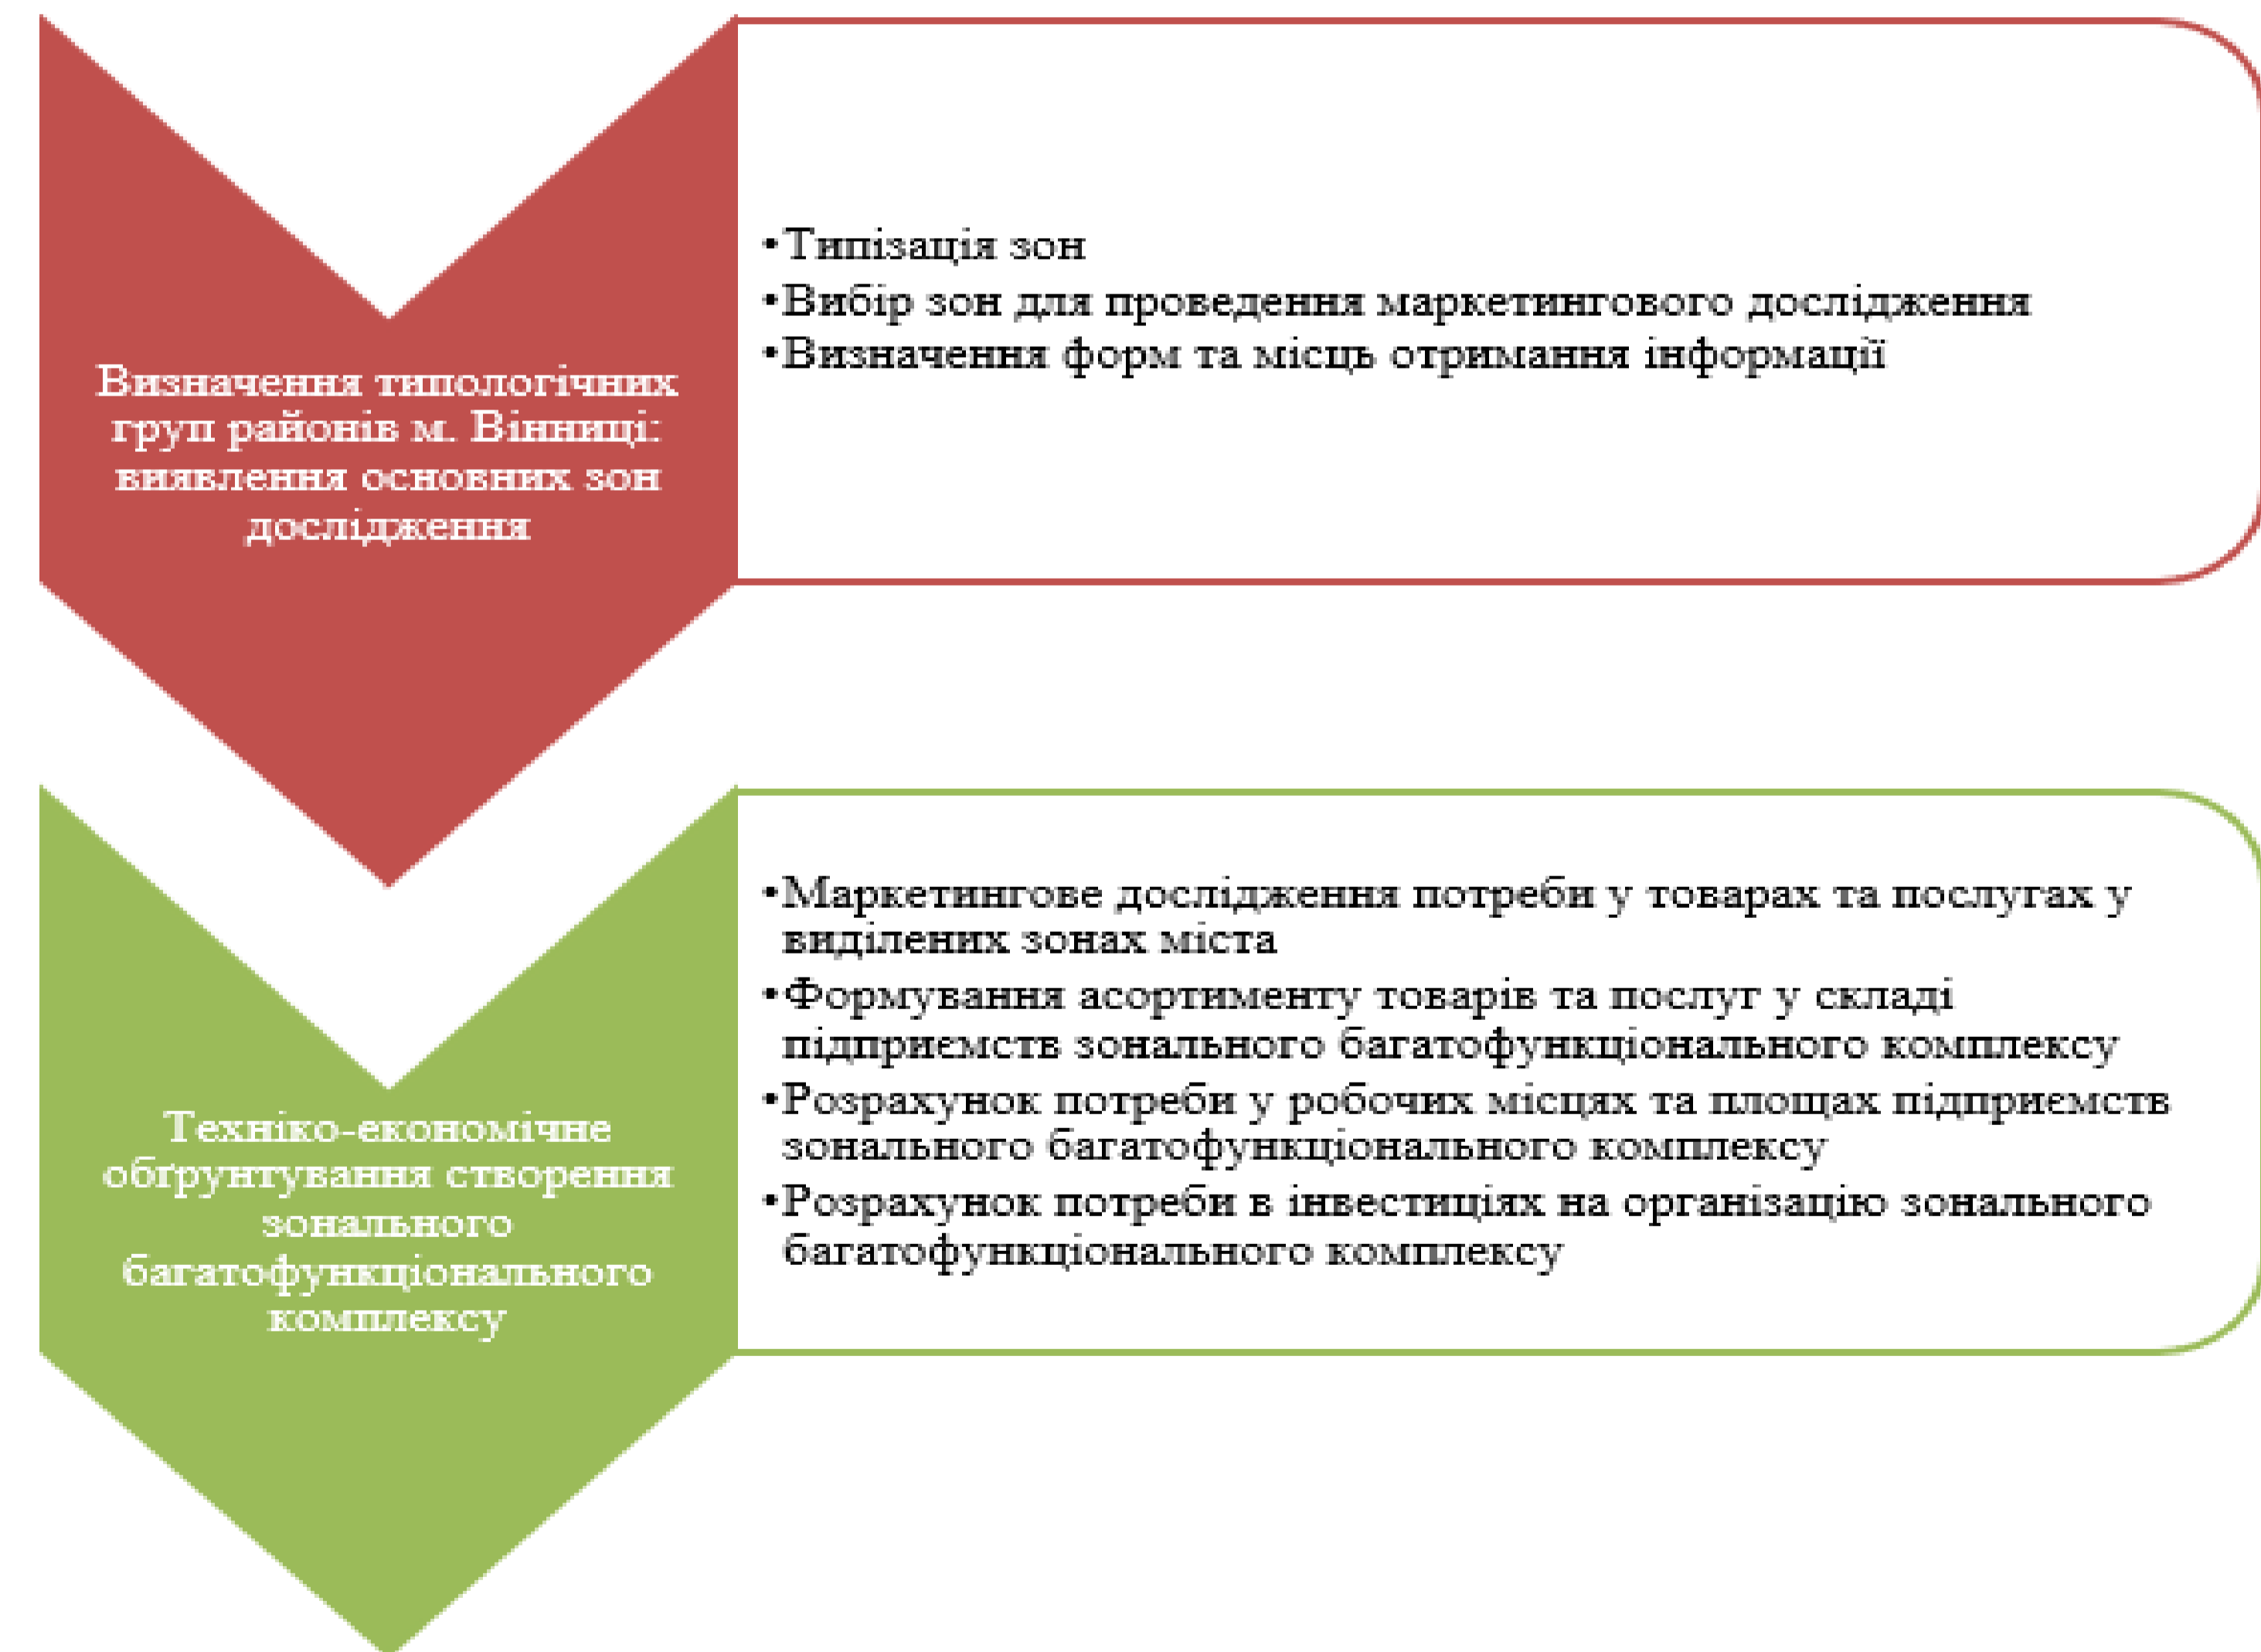 Визначення типологічних
груп районів м. Вінниці:
виявлення основних зон
дослідження
•Типізація зон
•Вибір зон для проведення маркетингового дослідження
•Визначення форм та місць отримання інформації
Техніко-економічне
обґрунтування створення
зонального
багатофункціонального
комплексу
•Маркетингове дослідження потреби у товарах та послугах у
виділених зонах міста
•Формування асортименту товарів та послуг у складі
підприємств зонального багатофункціонального комплексу
•Розрахунок потреби у робочих місцях та площах підприємств
зонального багатофункціонального комплексу
•Розрахунок потреби в інвестиціях на організацію зонального
багатофункціонального комплексу